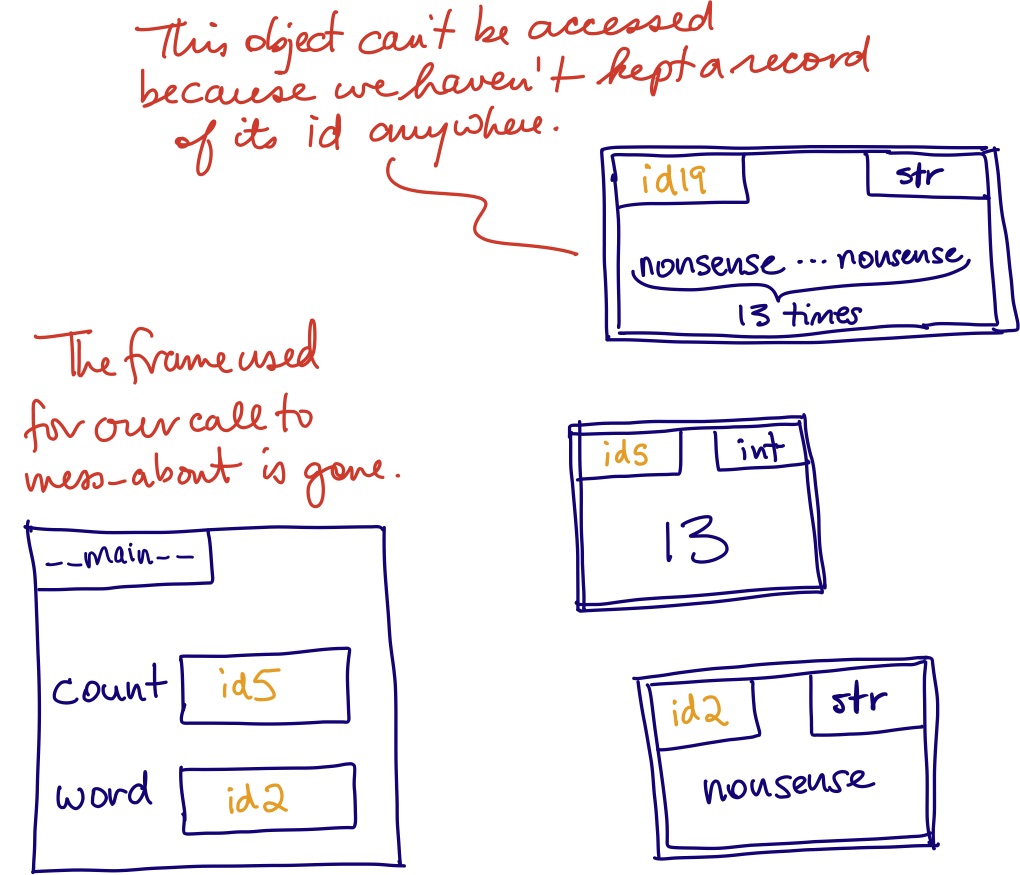 This object can't be accessed
because we haven't kept a record
of its id anywhere.
id19
str
nonsense ... nonsense
13 times
The frame used
for our call to
mess_about is gone.
id5
int
13
__main__
count id5
word id2
id2
str
nonsense